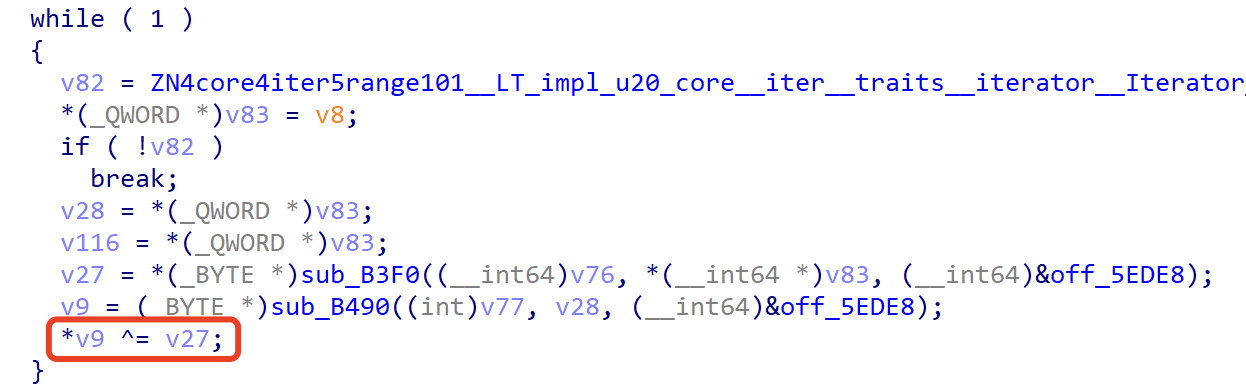 while ( 1 )
{
v82 = ZN4core4iter5range101__LT_impl_u20_core__iter__traits__iterator__Iterator_
*(_QWORD *)v83 = v8;
if ( !v82 )
break;
v28 = *(_QWORD *)v83;
v116 = *(_QWORD *)v83;
v27 = *(_BYTE *)sub_B3F0((__int64)v76, *(__int64 *)v83, (__int64)&off_5EDE8);
v9 = (_BYTE *)sub_B490((int)v77, v28, (__int64)&off_5EDE8);
*v9 ^= v27;
}